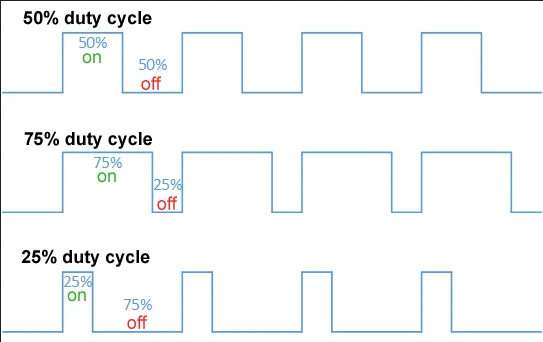 50% duty cycle
50%
on
50%
off
75% duty cycle
75%
on
25%
off
25% duty cycle
25%
on
75%
off